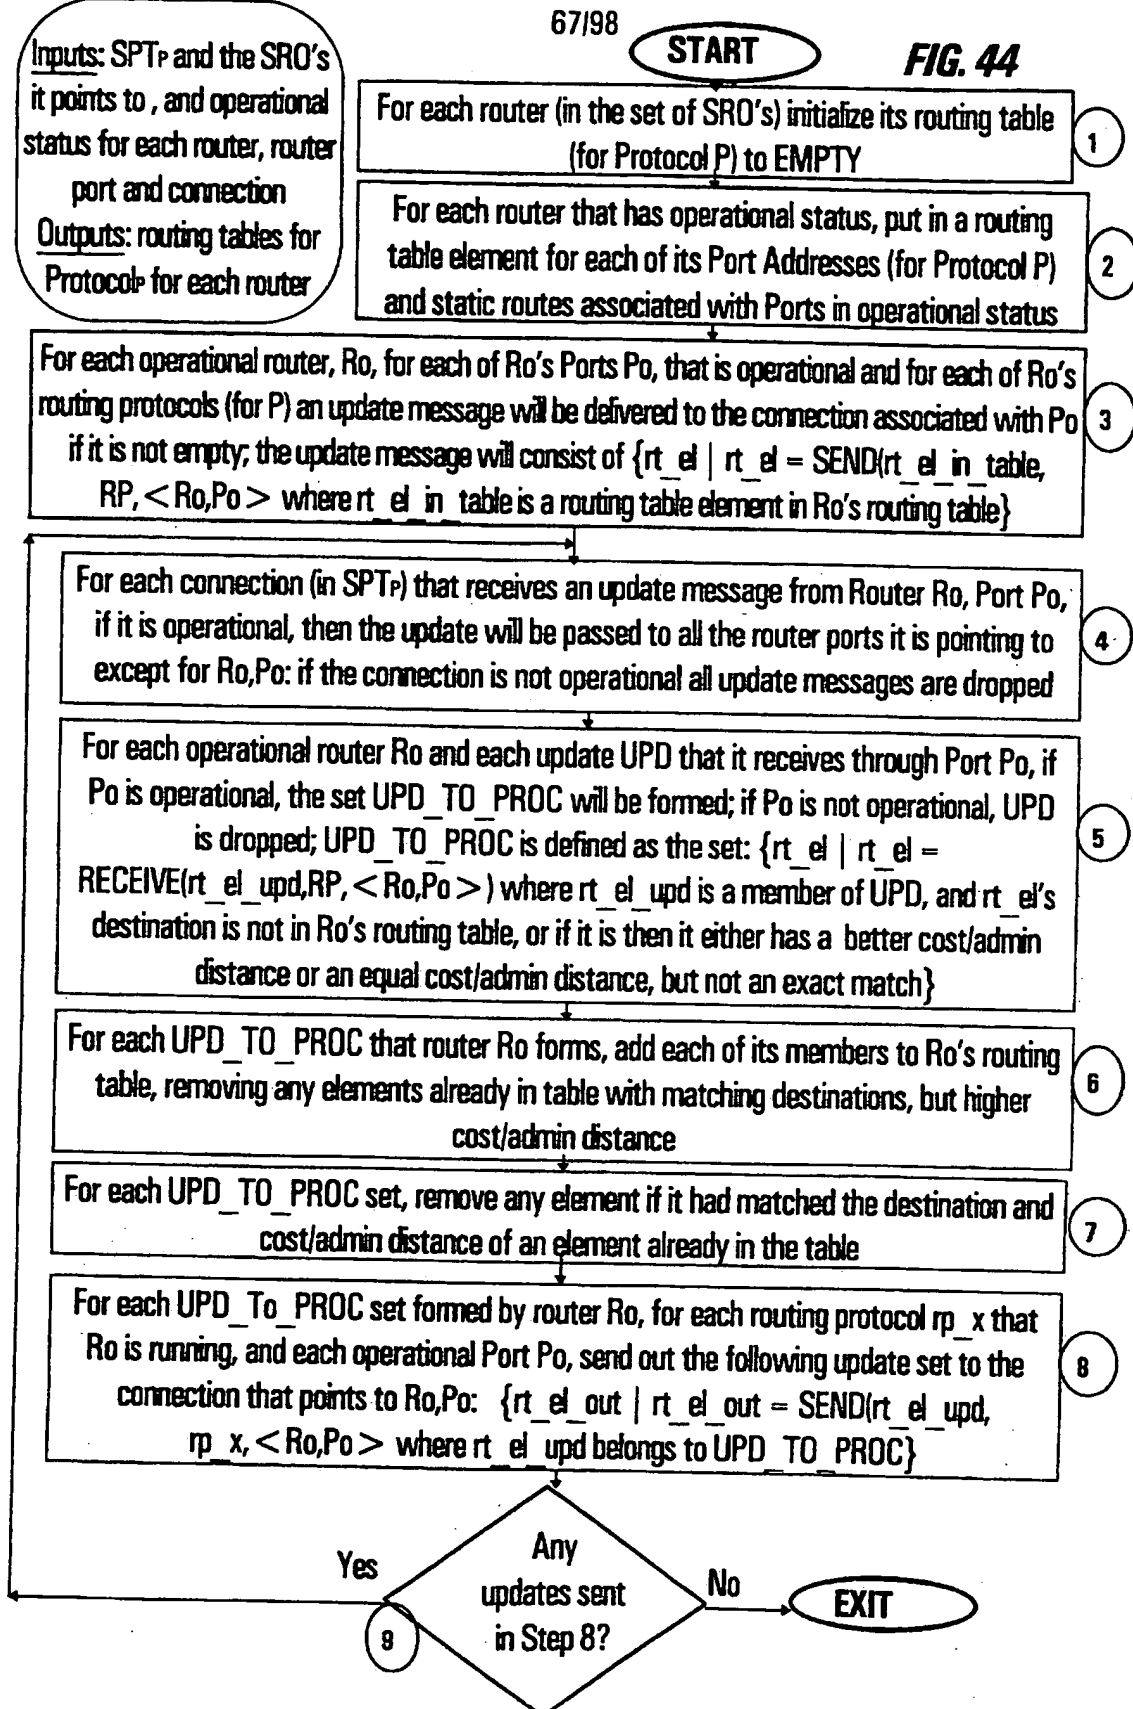 67/98
START
FIG. 44
Inputs: SPTP and the SRO's
it points to , and operational
status for each router, router
port and connection
Outputs: routing tables for
ProtocolP for each router
For each router (in the set of SRO's) initialize its routing table
(for Protocol P) to EMPTY
1
For each router that has operational status, put in a routing
table element for each of its Port Addresses (for Protocol P)
and static routes associated with Ports in operational status
2
For each operational router, Ro, for each of Ro's Ports Po, that is operational and for each of Ro's
routing protocols (for P) an update message will be delivered to the connection associated with Po
if it is not empty; the update message will consist of {rt_el | rt_el = SEND(rt_el_in_table,
RP, <Ro,Po> where rt_el_in_table is a routing table element in Ro's routing table}
3
For each connection (in SPTP) that receives an update message from Router Ro, Port Po,
if it is operational, then the update will be passed to all the router ports it is pointing to
except for Ro,Po: if the connection is not operational all update messages are dropped
4
For each operational router Ro and each update UPD that it receives through Port Po, if
Po is operational, the set UPD_TO_PROC will be formed; if Po is not operational, UPD
is dropped; UPD_TO_PROC is defined as the set: {rt_el | rt_el =
RECEIVE(rt_el_upd,RP,<Ro,Po>) where rt_el_upd is a member of UPD, and rt_el's
destination is not in Ro's routing table, or if it is then it either has a better cost/admin
distance or an equal cost/admin distance, but not an exact match}
5
For each UPD_TO_PROC that router Ro forms, add each of its members to Ro's routing
table, removing any elements already in table with matching destinations, but higher
cost/admin distance
6
For each UPD_TO_PROC set, remove any element if it had matched the destination and
cost/admin distance of an element already in the table
7
For each UPD_To_PROC set formed by router Ro, for each routing protocol rp_x that
Ro is running, and each operational Port Po, send out the following update set to the
connection that points to Ro,Po: {rt_el_out | rt_el_out = SEND(rt_el_upd,
rp_x, <Ro,Po> where rt_el_upd belongs to UPD_TO_PROC}
8
Any
updates sent
in Step 8?
Yes
No
EXIT
9